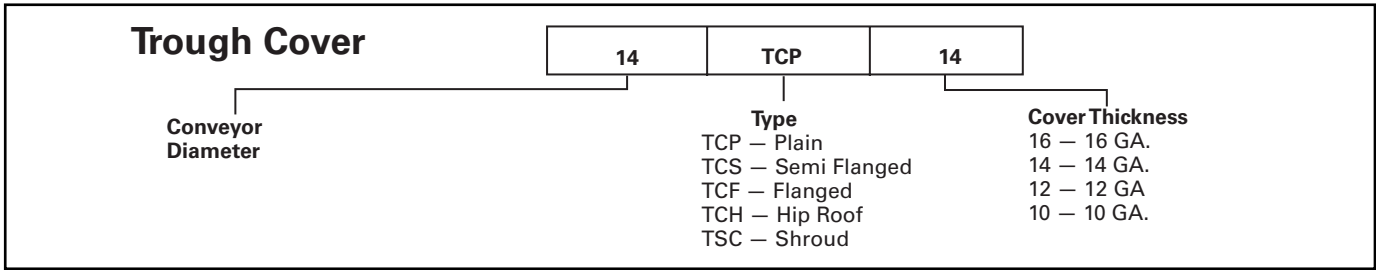 Trough Cover
14 TCP 14
Conveyor
Diameter
Type
TCP — Plain
TCS — Semi Flanged
TCF — Flanged
TCH — Hip Roof
TSC — Shroud
Cover Thickness
16 — 16 GA.
14 — 14 GA.
12 — 12 GA
10 — 10 GA.